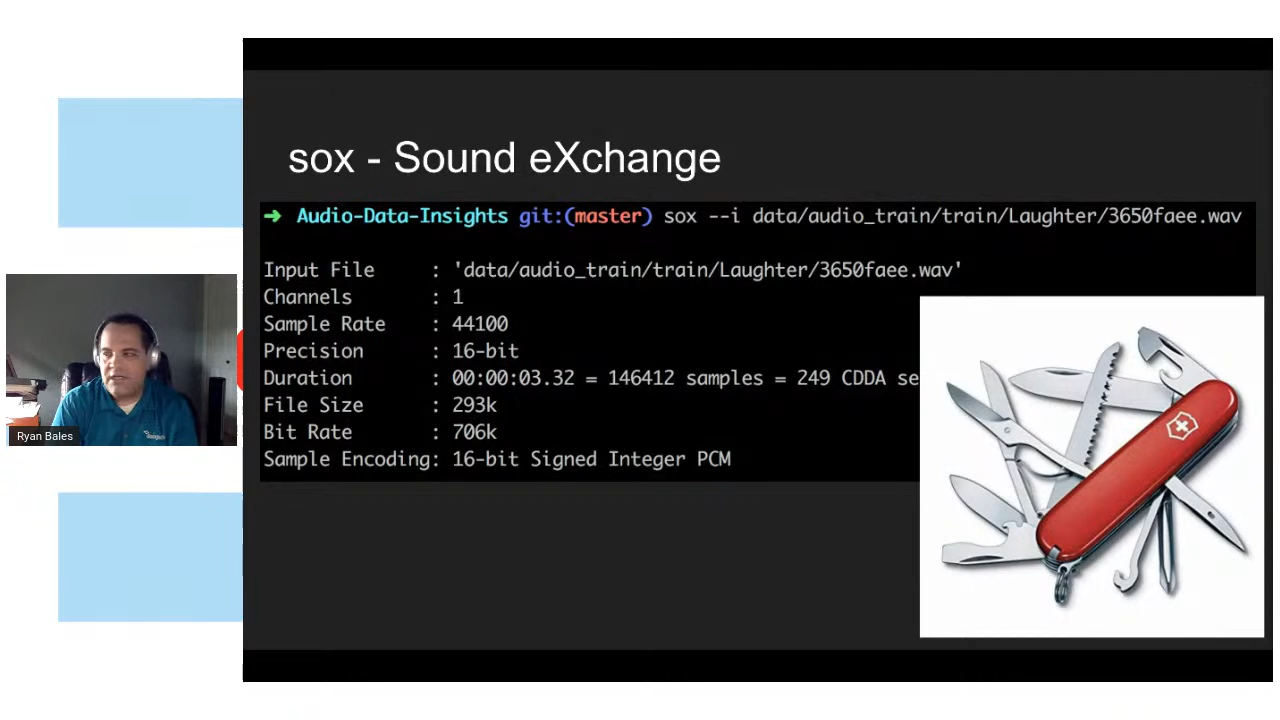 sox - Sound eXchange
➜ Audio-Data-Insights git:(master) sox --i data/audio_train/train/Laughter/3650faee.wav
Input File : 'data/audio_train/train/Laughter/3650faee.wav'
Channels : 1
Sample Rate : 44100
Precision : 16-bit
Duration : 00:00:03.32 = 146412 samples = 249 CDDA se
File Size : 293k
Bit Rate : 706k
Sample Encoding: 16-bit Signed Integer PCM
Ryan Bales